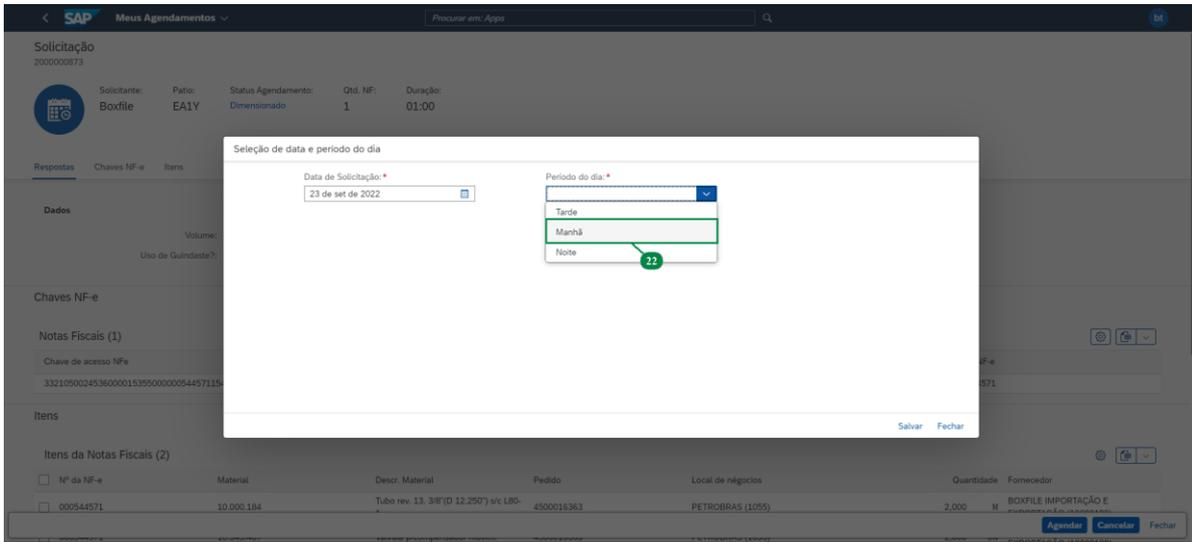 SAP Meus Agendamentos Procurar em: Apps bt
Solicitação
2000000873
Solicitante: Patio: Status Agendamento: Qtd. NF: Duração:
Boxfile EA1Y Dimensionado 1 01:00
Seleção de data e período do dia
Respostas Chaves NF-e Itens
Data de Solicitação:* Período do dia:*
23 de set de 2022
Dados
Tarde
Volume:
Manhã
Uso de Guindaste?:
Noite
22
Chaves NF-e
Notas Fiscais (1)
Chave de acesso NFe
Itens
Salvar Fechar
Itens da Notas Fiscais (2)
Nº da NF-e Material Descr. Material Pedido Local de négocios Quantidade Fornecedor
000544571 10.000.184 Tubo rev. 13, 3/8"(D 12,250") s/c L80- 4500016363 PETROBRAS (1055) 2,000 M BOXFILE IMPORTAÇÃO E
Agendar Cancelar Fechar